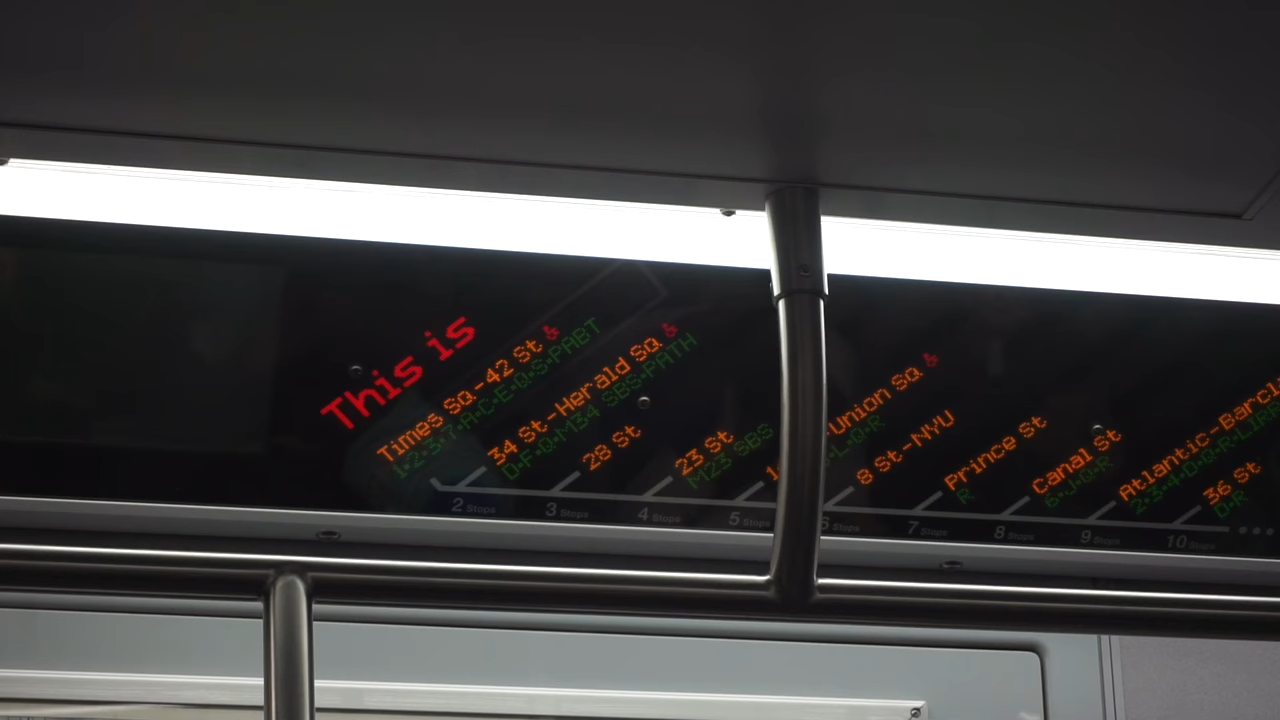 This is
Times Sq.-42 St &
1•2•3•7•A•C•E•Q•S•PABT
34 St-Herald Sq. &
D•F•Q•M34 SBS•PATH
28 St
23 St
M23 SBS
Union Sq. &
L•Q•R
8 St-NYU
Prince St
R
Canal St
6•J•Q•R
Atlantic-Barcl
2•3•4•D•Q•R•LIRR
36 St
D•R
2 Stops
3 Stops
4 Stops
5 Stops
6 Stops
7 Stops
8 Stops
9 Stops
10 Stops